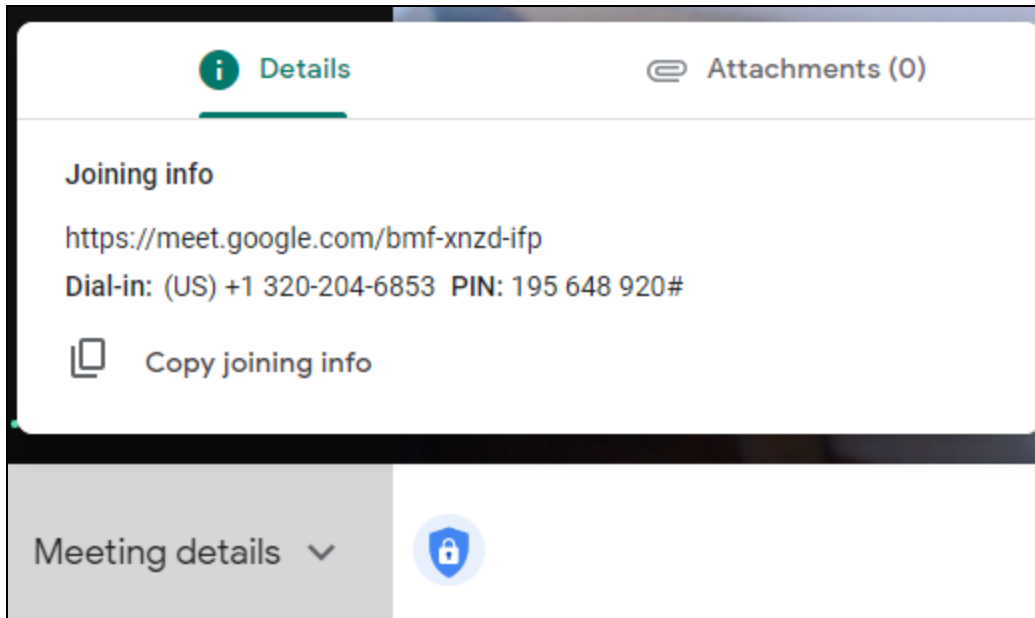 Details
Attachments (0)
Joining info
https://meet.google.com/bmf-xnzd-ifp
Dial-in: (US) +1 320-204-6853 PIN: 195 648 920#
Copy joining info
Meeting details